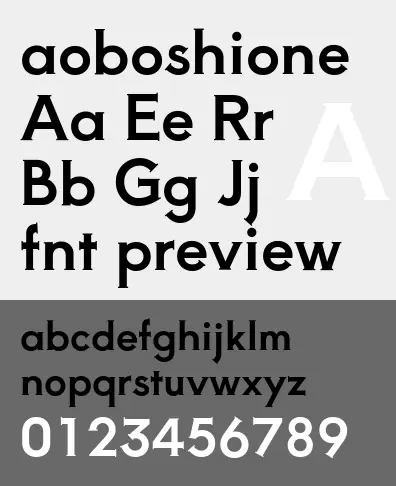 aoboshione
Aa Ee Rr
A
Bb Gg Jj
fnt preview
abcdefghijklm
nopqrstuvwxyz
0123456789